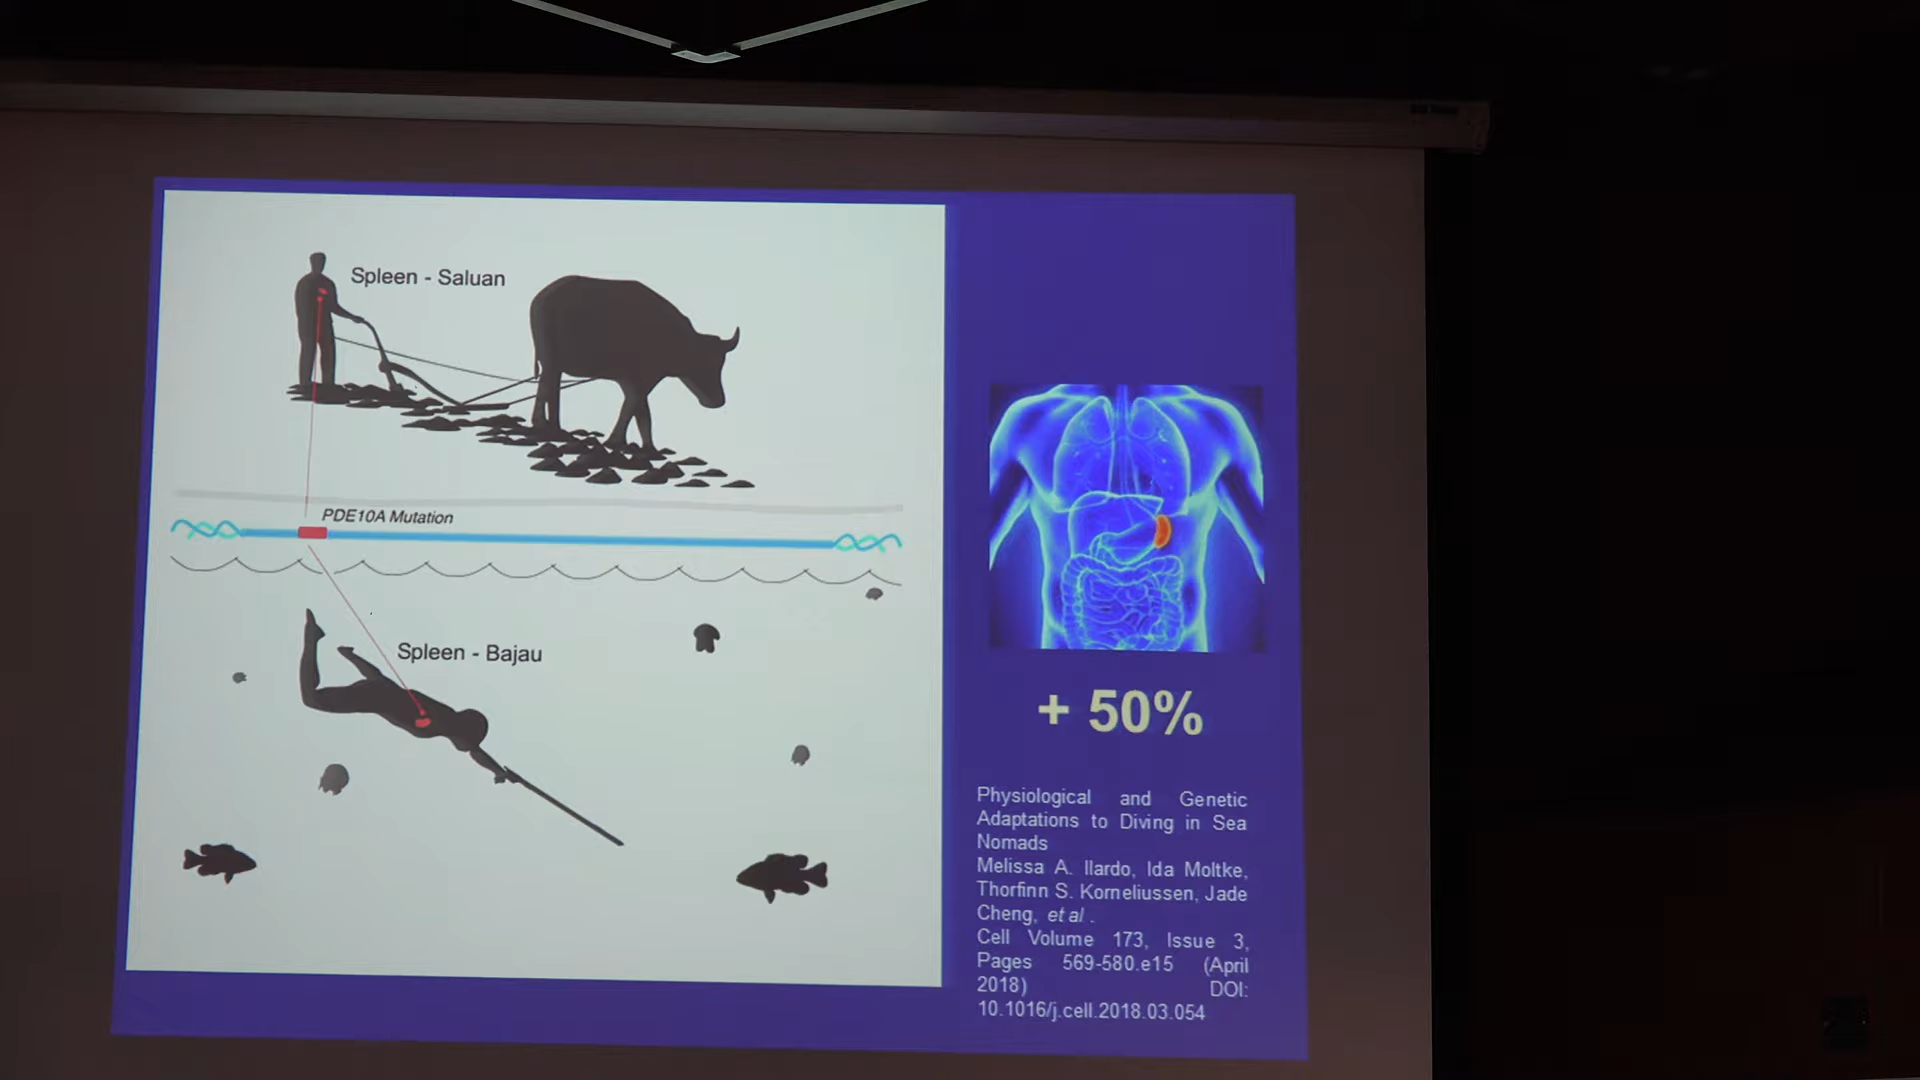 Spleen - Saluan
PDE10A Mutation
Spleen - Bajau
+ 50%
Physiological and Genetic
Adaptations to Diving in Sea
Nomads
Melissa A. Ilardo, Ida Moltke,
Thorfinn S. Korneliussen, Jade
Cheng, et al .
Cell Volume 173, Issue 3,
Pages 569-580.e15 (April
2018) DOI:
10.1016/j.cell.2018.03.054